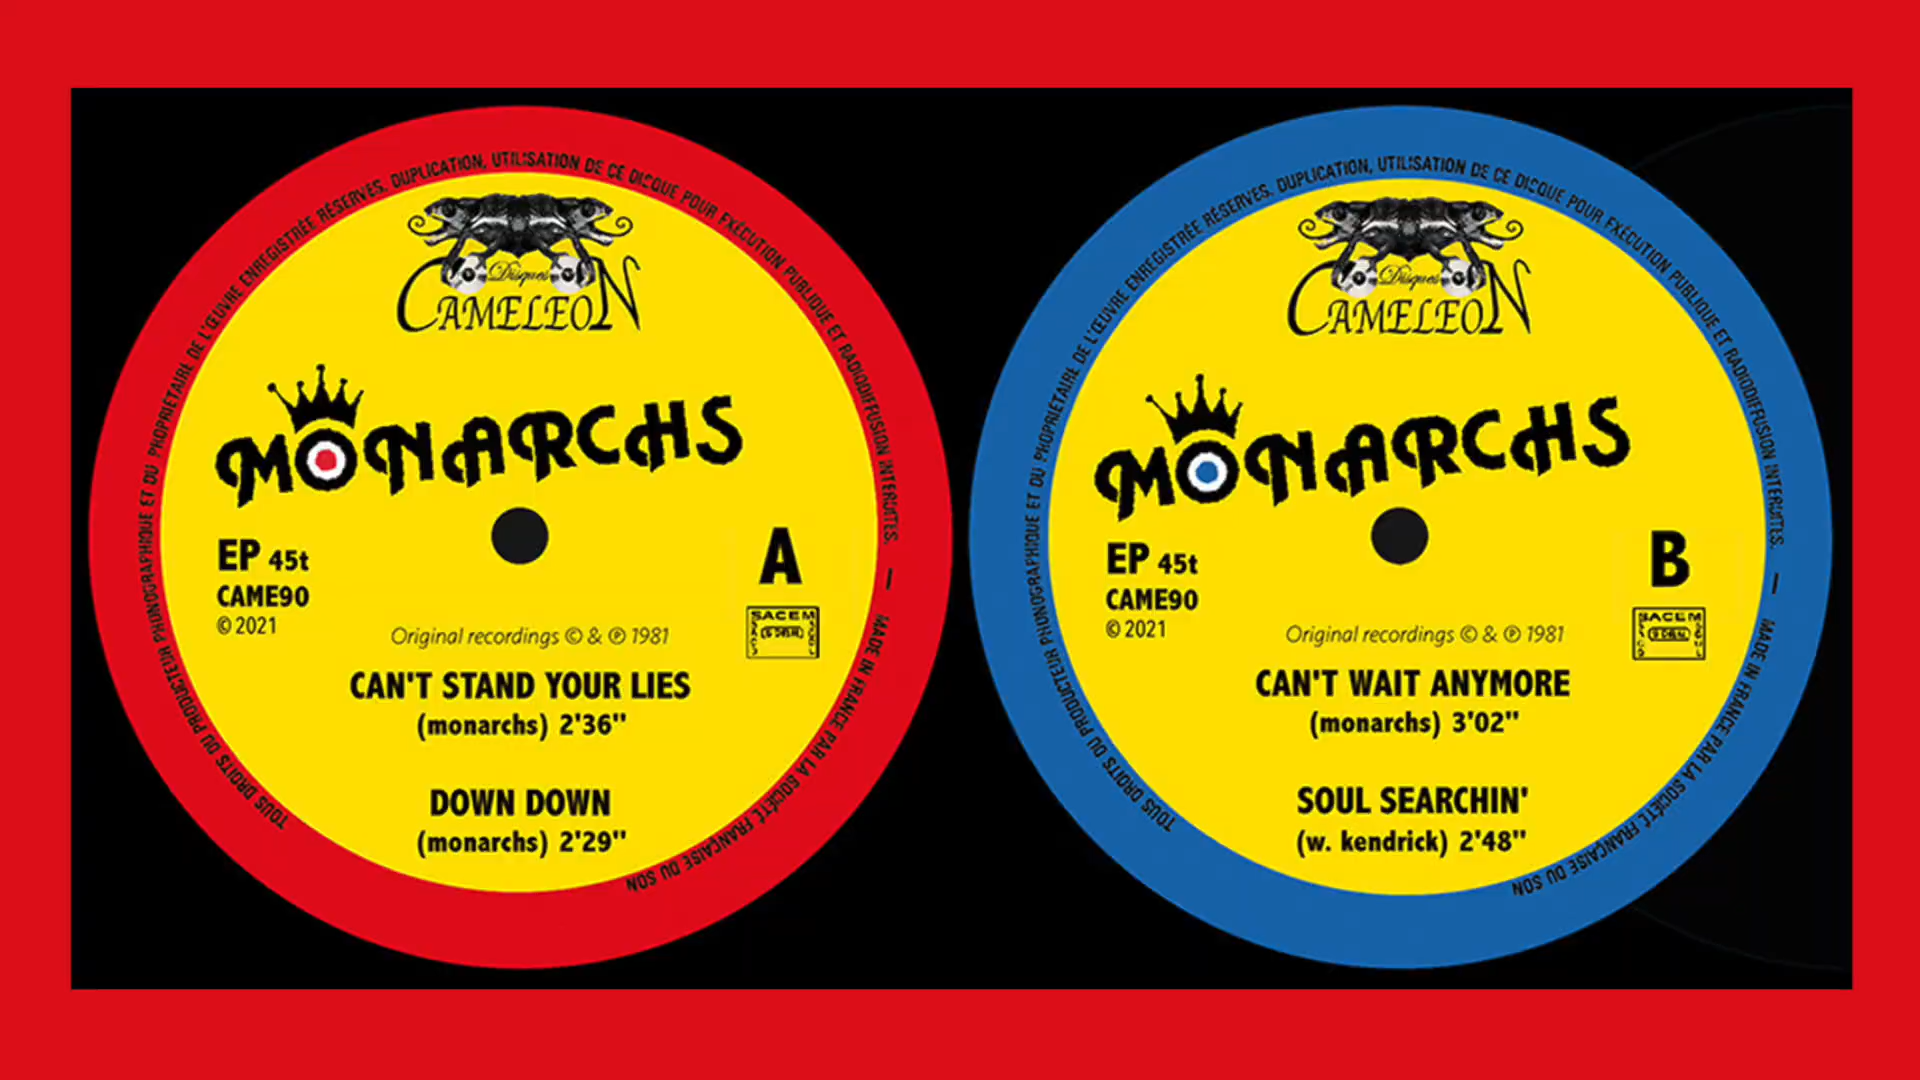 TOUS DROITS DU PRODUCTEUR PHONOGRAPHIQUE ET DU PROPRIÉTAIRE DE L'ŒUVRE ENREGISTRÉE RÉSERVÉS. DUPLICATION, UTILISATION DE CE DISQUE POUR EXÉCUTION PUBLIQUE ET RADIODIFFUSION INTERDITES. — MADE IN FRANCE PAR LA SOCIÉTÉ FRANÇAISE DU SON
Disques
CAMELEON
MONARCHS
EP 45t
A
CAME90
© 2021
SACEM
Original recordings © & ℗ 1981
CAN'T STAND YOUR LIES
(monarchs) 2'36"
DOWN DOWN
(monarchs) 2'29"
TOUS DROITS DU PRODUCTEUR PHONOGRAPHIQUE ET DU PROPRIÉTAIRE DE L'ŒUVRE ENREGISTRÉE RÉSERVÉS. DUPLICATION, UTILISATION DE CE DISQUE POUR EXÉCUTION PUBLIQUE ET RADIODIFFUSION INTERDITES. — MADE IN FRANCE PAR LA SOCIÉTÉ FRANÇAISE DU SON
Disques
CAMELEON
MONARCHS
EP 45t
B
CAME90
© 2021
SACEM
Original recordings © & ℗ 1981
CAN'T WAIT ANYMORE
(monarchs) 3'02"
SOUL SEARCHIN'
(w. kendrick) 2'48"